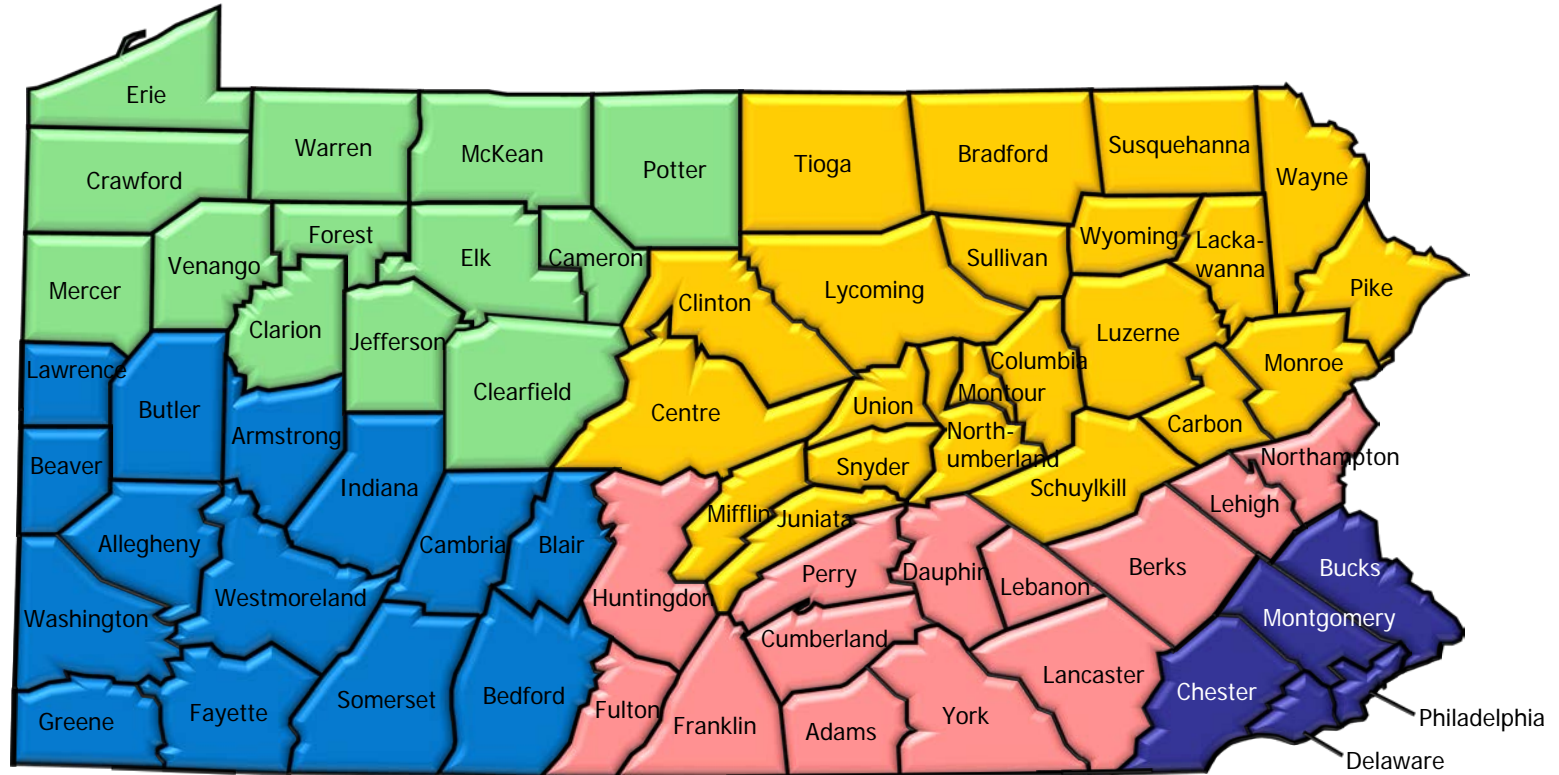 Erie
Warren
McKean
Potter
Tioga
Bradford
Susquehanna
Wayne
Crawford
Forest
Venango
Elk
Cameron
Sullivan
Wyoming
Lacka-
wanna
Mercer
Clarion
Jefferson
Clinton
Lycoming
Luzerne
Pike
Lawrence
Butler
Armstrong
Clearfield
Centre
Union
Montour
Columbia
Carbon
Monroe
Beaver
Indiana
Snyder
North-
umberland
Schuylkill
Northampton
Lehigh
Allegheny
Cambria
Blair
Mifflin
Juniata
Washington
Westmoreland
Huntingdon
Perry
Dauphin
Lebanon
Berks
Bucks
Montgomery
Cumberland
Lancaster
Chester
Greene
Fayette
Somerset
Bedford
Fulton
Franklin
Adams
York
Philadelphia
Delaware